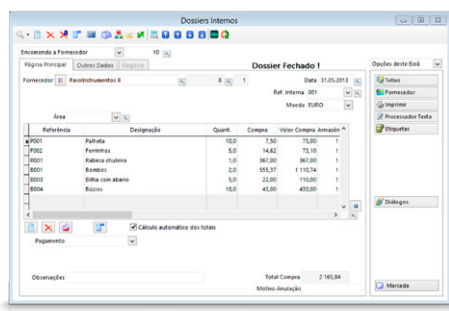 Dossiers Internos
Encomenda a Fornecedor 10
Página Principal Outros Dados Negócio Dossier Fechado !
Opções deste Ecrã
Fornecedor FaroInstrumentos II 8 1 Data 31.05.2013
Ref. Interna 001
Moeda EURO
Área
Referência Designação Quant. Compra Valor Compra Armazém
P001 Palheta 10,0 7,50 75,00 1
F002 Ferrinhos 5,0 14,62 73,10 1
R001 Rabeca chuleira 1,0 367,00 367,00 1
B001 Bombos 2,0 555,37 1 110,74 1
B003 Bilha com abano 5,0 22,00 110,00 1
B004 Búzios 10,0 43,00 430,00 1
Cálculo automático dos totais
Pagamento
Observações
Total Compra 2 165,84
Motivo Anulação
Totais
Fornecedor
Imprimir
Processador Texto
Etiquetas
Diálogos
Marcada